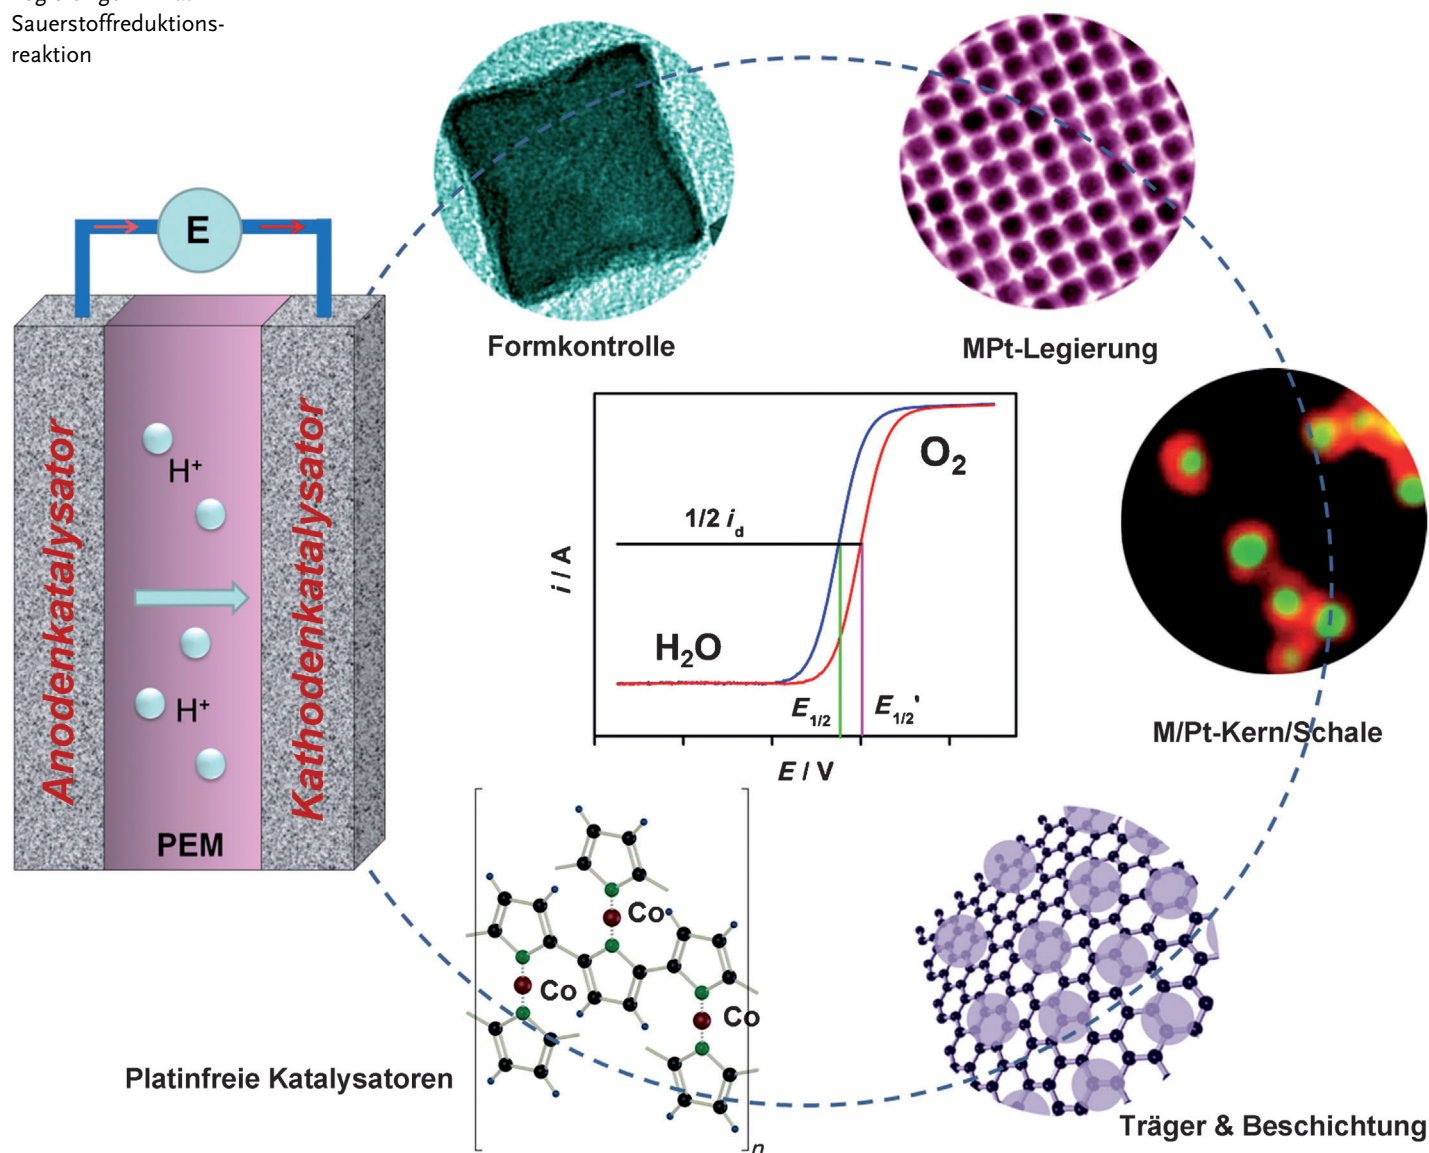 Sauerstoffreduktions-
reaktion
E
Formkontrolle
MPt-Legierung
Anodenkatalysator
H+
H+
PEM
Kathodenkatalysator
i / A
1/2 id
O2
H2O
E1/2
E1/2'
E / V
M/Pt-Kern/Schale
Co
Co
Co
n
Platinfreie Katalysatoren
Träger & Beschichtung